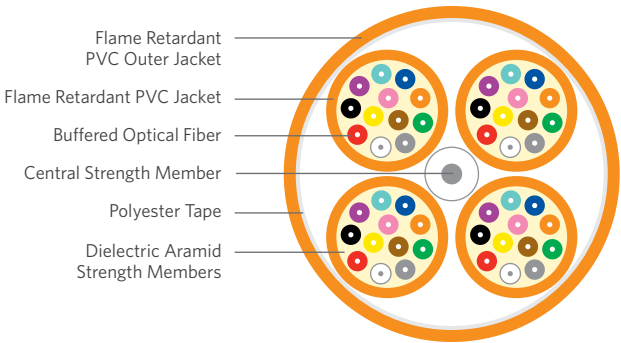 Flame Retardant
PVC Outer Jacket
Flame Retardant PVC Jacket
Buffered Optical Fiber
Central Strength Member
Polyester Tape
Dielectric Aramid
Strength Members